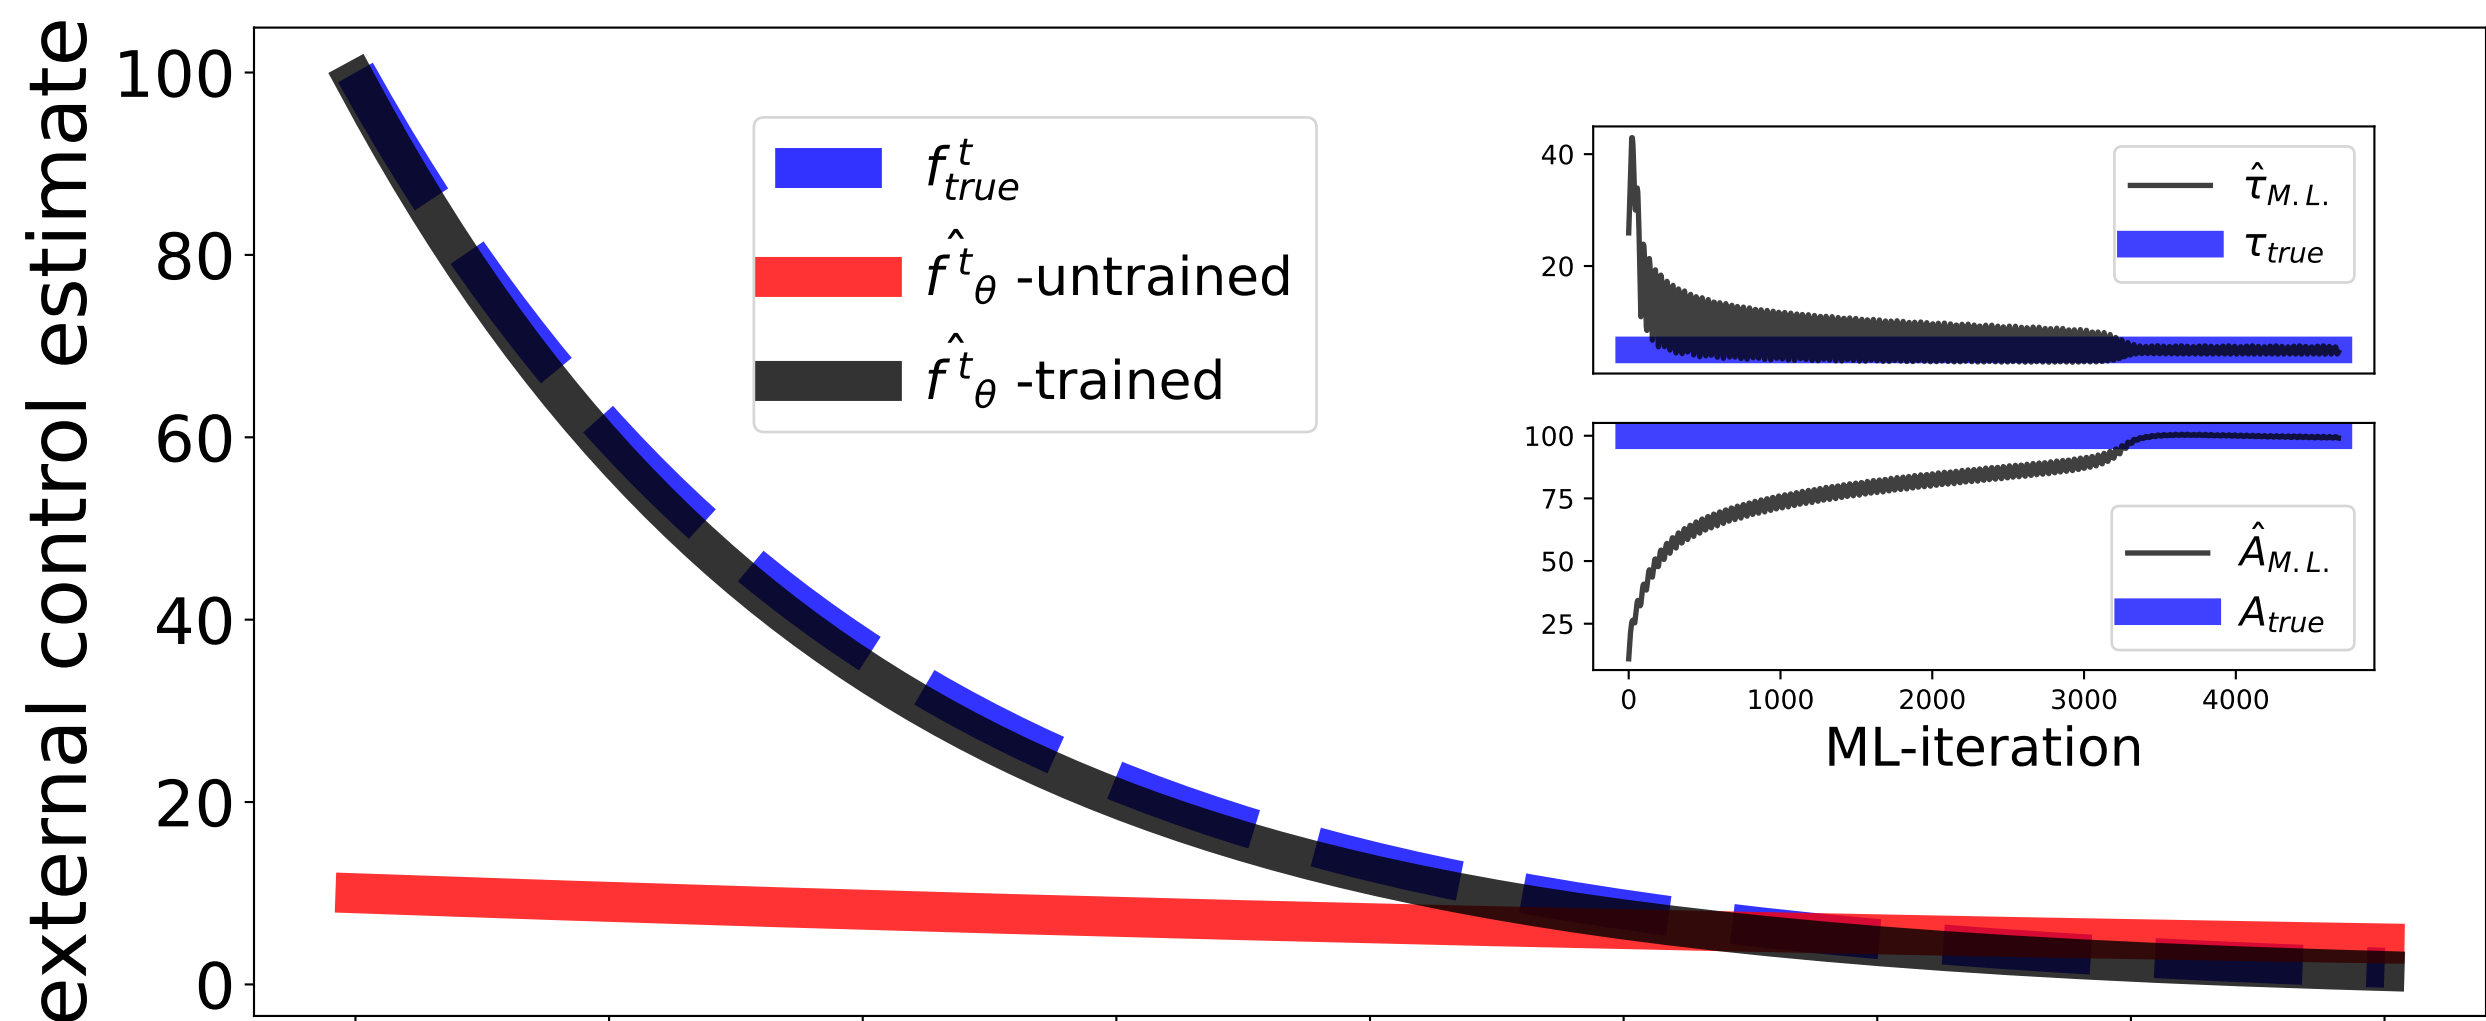 external control estimate
100
80
60
40
20
0
f^t_true
f̂^t_θ -untrained
f̂^t_θ -trained
40
20
τ̂_M.L.
τ_true
100
75
50
25
Â_M.L.
A_true
0 1000 2000 3000 4000
ML-iteration